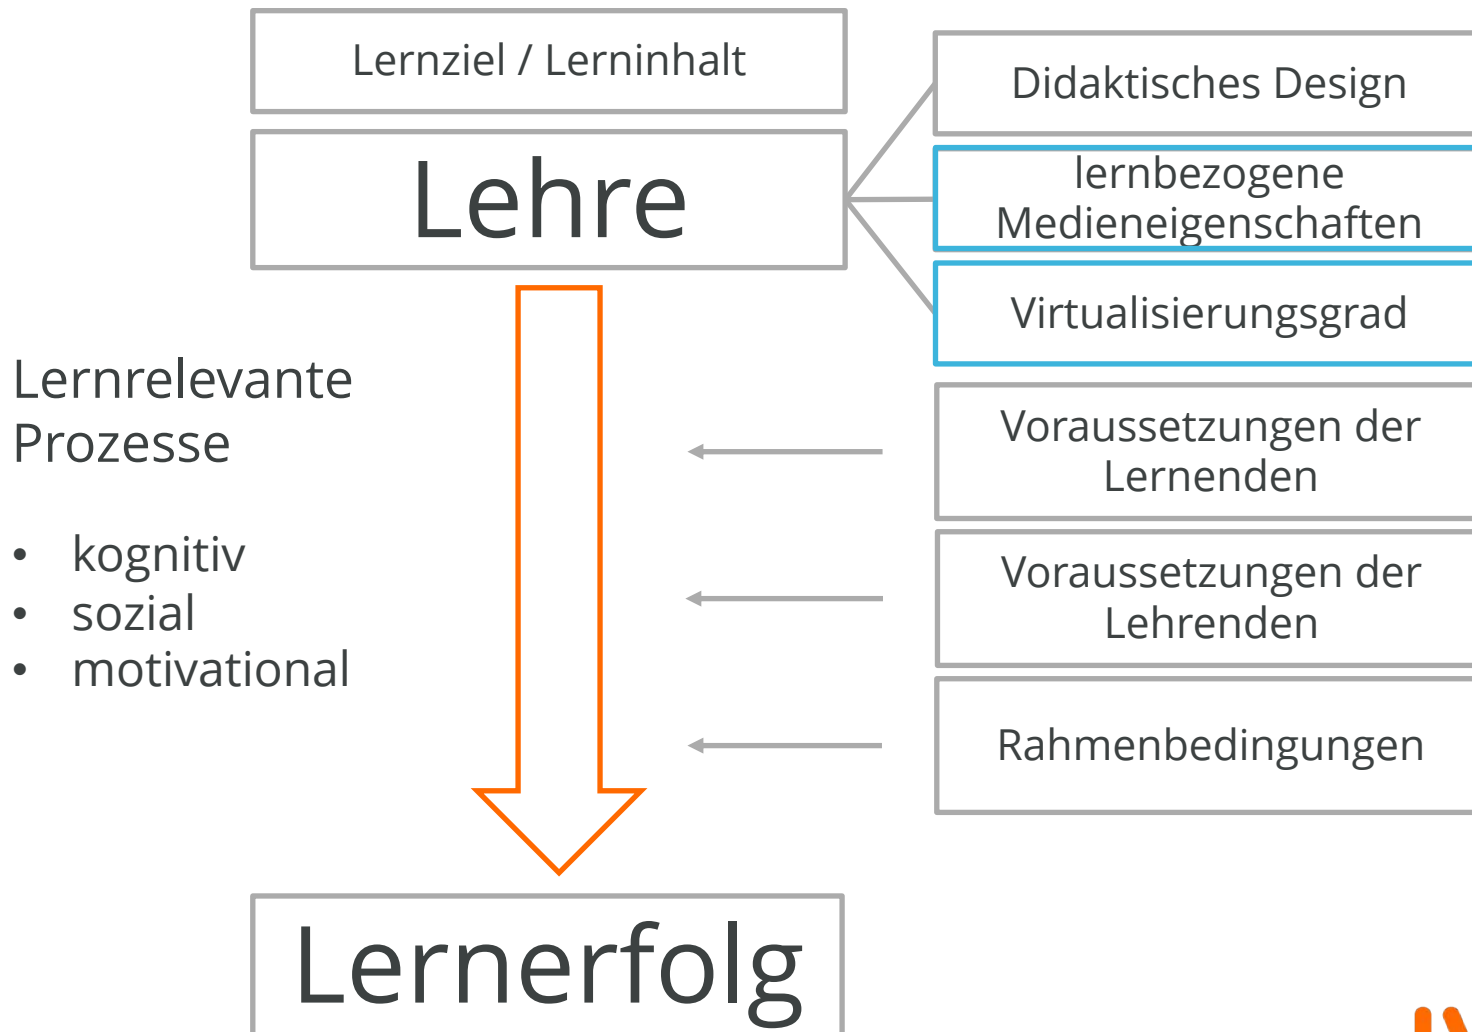 Lernziel / Lerninhalt
Lehre
Didaktisches Design
lernbezogene
Medieneigenschaften
Virtualisierungsgrad
Lernrelevante
Prozesse
• kognitiv
• sozial
• motivational
Voraussetzungen der
Lernenden
Voraussetzungen der
Lehrenden
Rahmenbedingungen
Lernerfolg